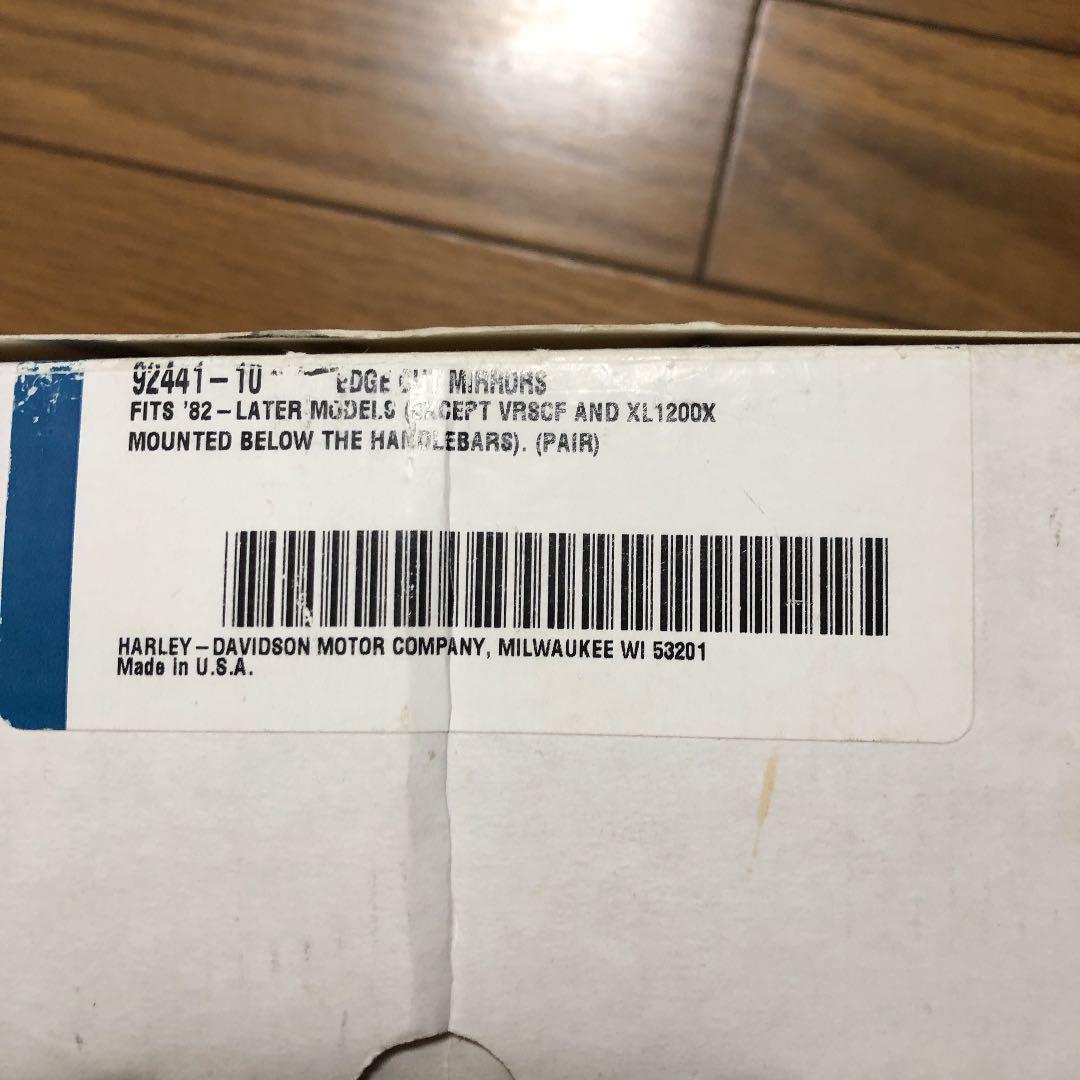 92441-10 EDGE CUT MIRRORS
FITS '82-LATER MODELS (EXCEPT VRSCF AND XL1200X
MOUNTED BELOW THE HANDLEBARS). (PAIR)
HARLEY-DAVIDSON MOTOR COMPANY, MILWAUKEE WI 53201
Made in U.S.A.